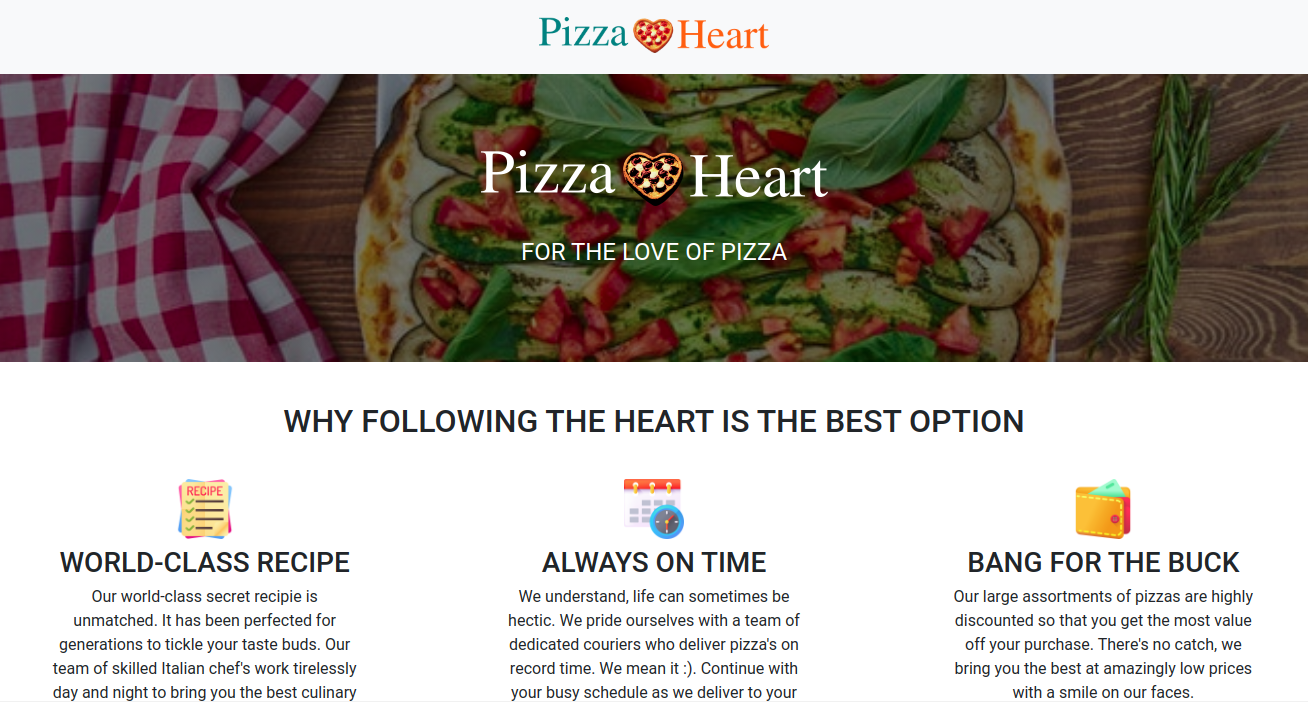 Pizza Heart
Pizza Heart
FOR THE LOVE OF PIZZA
WHY FOLLOWING THE HEART IS THE BEST OPTION
RECIPE
WORLD-CLASS RECIPE
Our world-class secret recipie is
unmatched. It has been perfected for
generations to tickle your taste buds. Our
team of skilled Italian chef's work tirelessly
day and night to bring you the best culinary
ALWAYS ON TIME
We understand, life can sometimes be
hectic. We pride ourselves with a team of
dedicated couriers who deliver pizza's on
record time. We mean it :). Continue with
your busy schedule as we deliver to your
BANG FOR THE BUCK
Our large assortments of pizzas are highly
discounted so that you get the most value
off your purchase. There's no catch, we
bring you the best at amazingly low prices
with a smile on our faces.